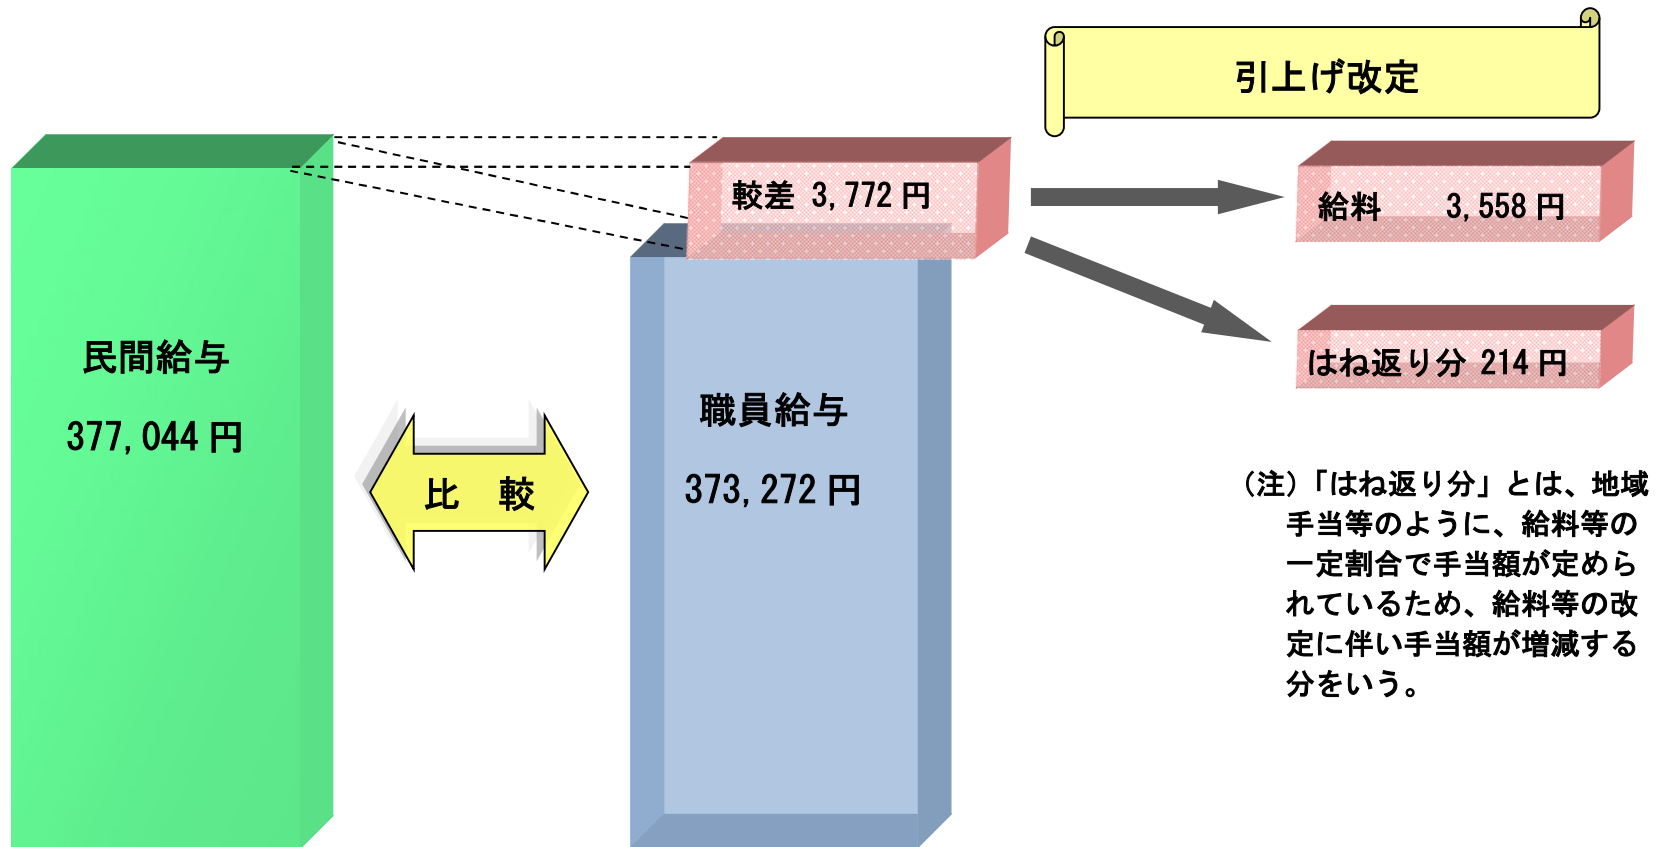 引上げ改定
較差 3,772 円
給料 3,558 円
はね返り分 214 円
民間給与
377,044 円
比 較
職員給与
373,272 円
（注）「はね返り分」とは、地域
手当等のように、給料等の
一定割合で手当額が定めら
れているため、給料等の改
定に伴い手当額が増減する
分をいう。